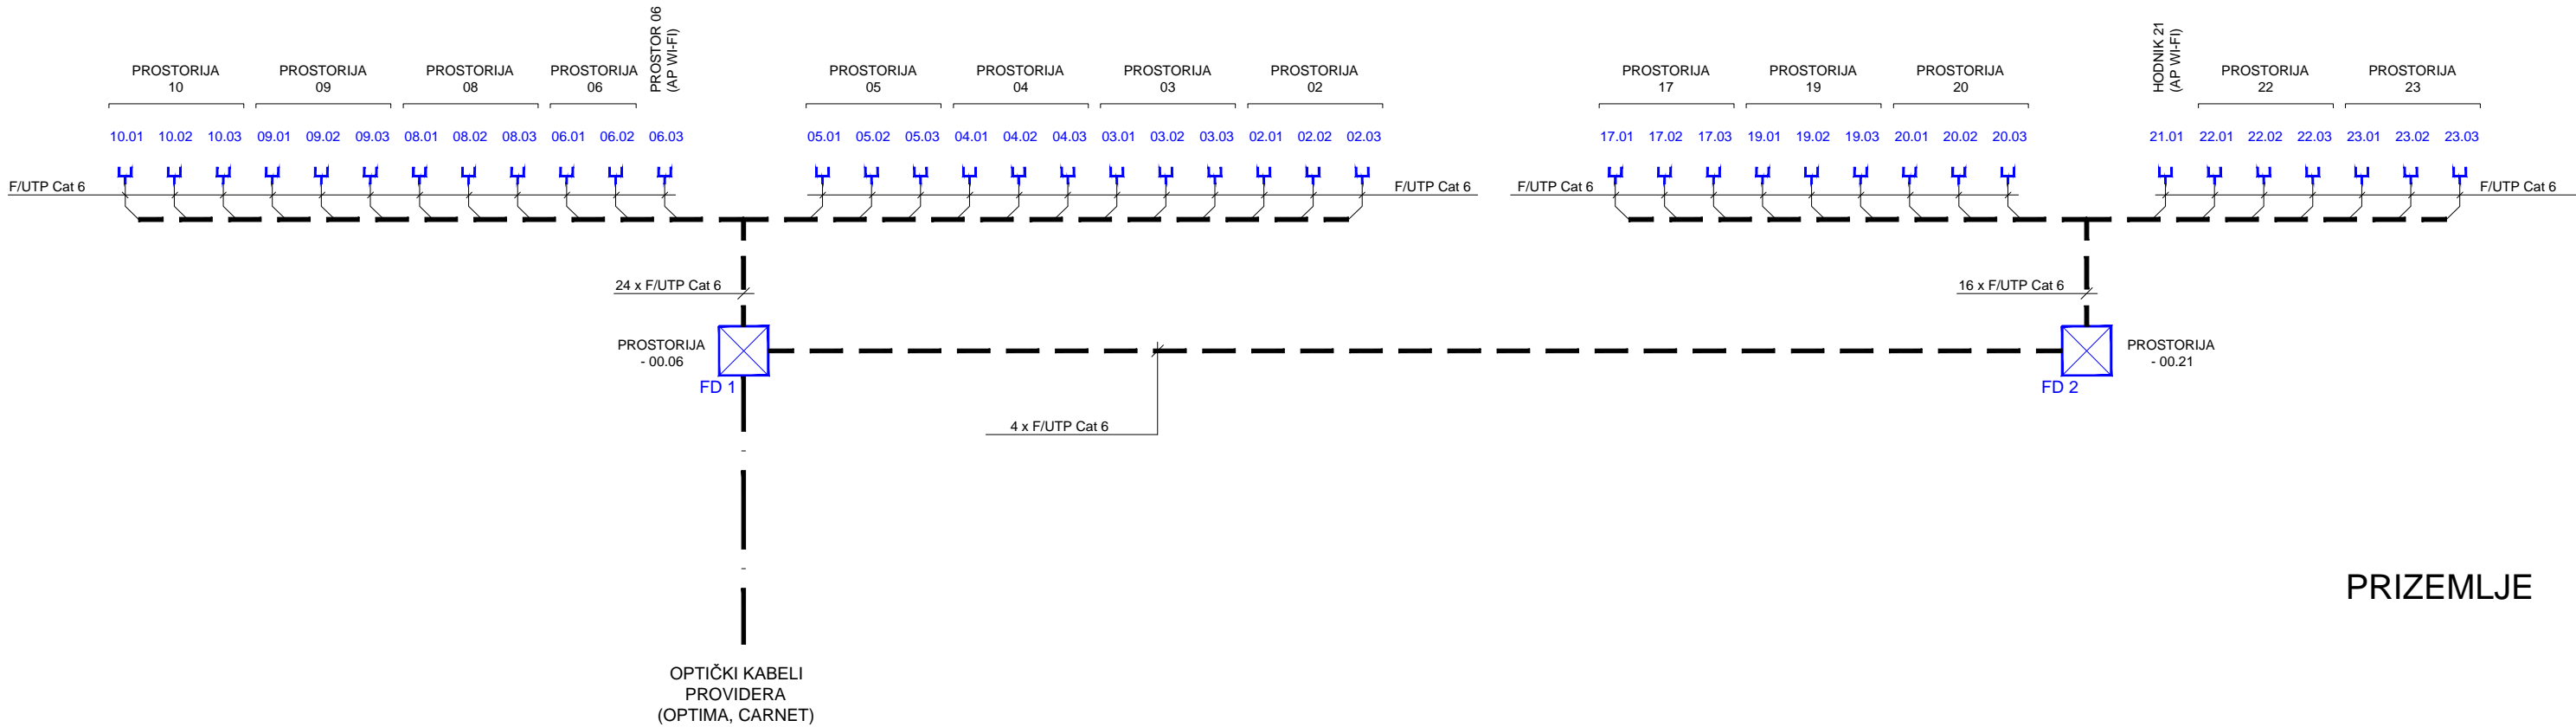 PROSTORIJA
10
PROSTORIJA
09
PROSTORIJA
08
PROSTORIJA
06
PROSTOR 06
(AP WI-FI)
PROSTORIJA
05
PROSTORIJA
04
PROSTORIJA
03
PROSTORIJA
02
PROSTORIJA
17
PROSTORIJA
19
PROSTORIJA
20
HODNIK 21
(AP WI-FI)
PROSTORIJA
22
PROSTORIJA
23
10.01 10.02 10.03 09.01 09.02 09.03 08.01 08.02 08.03 06.01 06.02 06.03 05.01 05.02 05.03 04.01 04.02 04.03 03.01 03.02 03.03 02.01 02.02 02.03 17.01 17.02 17.03 19.01 19.02 19.03 20.01 20.02 20.03 21.01 22.01 22.02 22.03 23.01 23.02 23.03
F/UTP Cat 6
F/UTP Cat 6
F/UTP Cat 6
F/UTP Cat 6
24 x F/UTP Cat 6
16 x F/UTP Cat 6
PROSTORIJA
- 00.06
FD 1
PROSTORIJA
- 00.21
FD 2
4 x F/UTP Cat 6
PRIZEMLJE
OPTIČKI KABELI
PROVIDERA
(OPTIMA, CARNET)